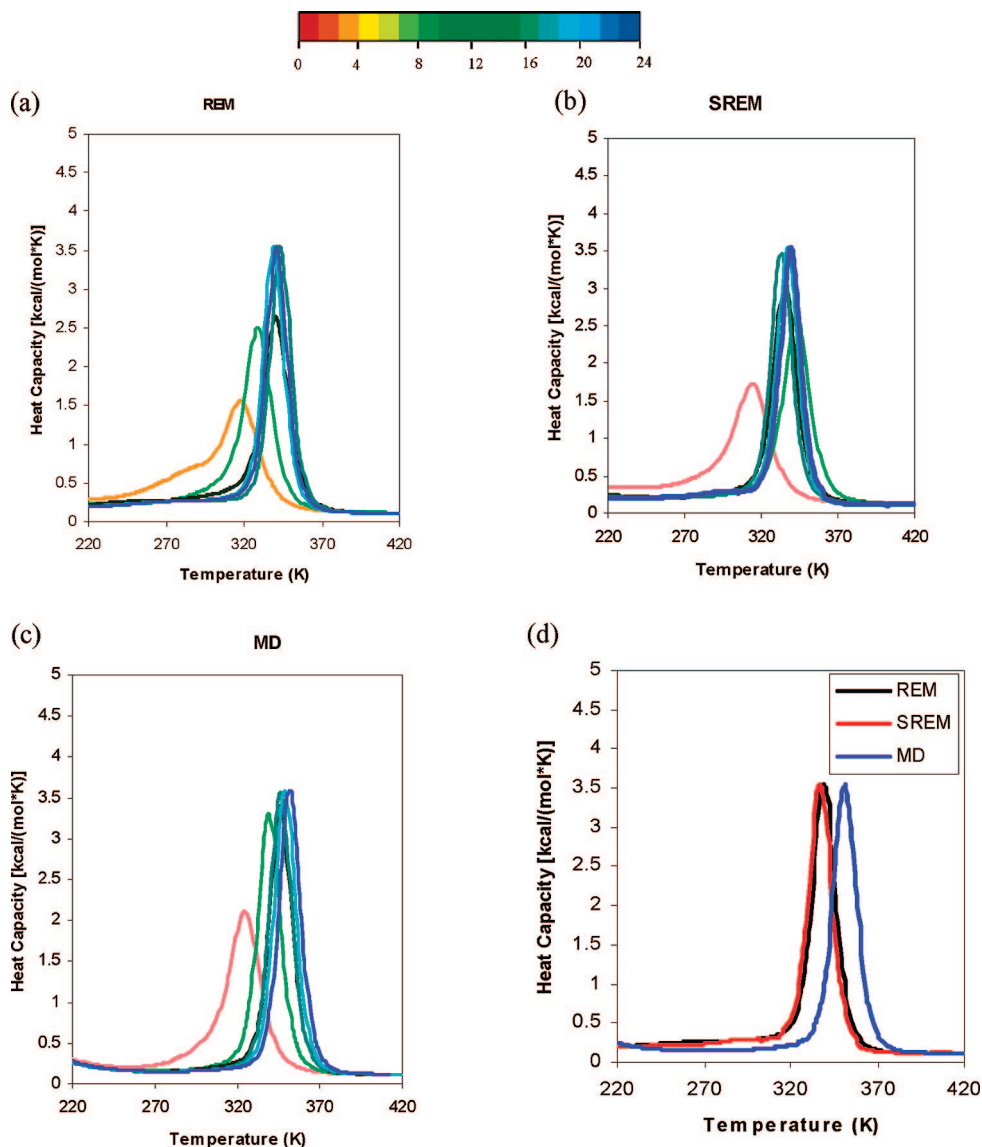 0 4 8 12 16 20 24
(a)
REM
Heat Capacity [kcal/(mol*K)]
5
4.5
4
3.5
3
2.5
2
1.5
1
0.5
0
220 270 320 370 420
Temperature (K)
(b)
SREM
Heat Capacity [kcal/(mol*K)]
5
4.5
4
3.5
3
2.5
2
1.5
1
0.5
0
220 270 320 370 420
Temperature (K)
(c)
MD
Heat Capacity [kcal/(mol*K)]
5
4.5
4
3.5
3
2.5
2
1.5
1
0.5
0
220 270 320 370 420
Temperature (K)
(d)
REM
SREM
MD
Heat Capacity [kcal/(mol*K)]
5
4.5
4
3.5
3
2.5
2
1.5
1
0.5
0
220 270 320 370 420
Temperature (K)